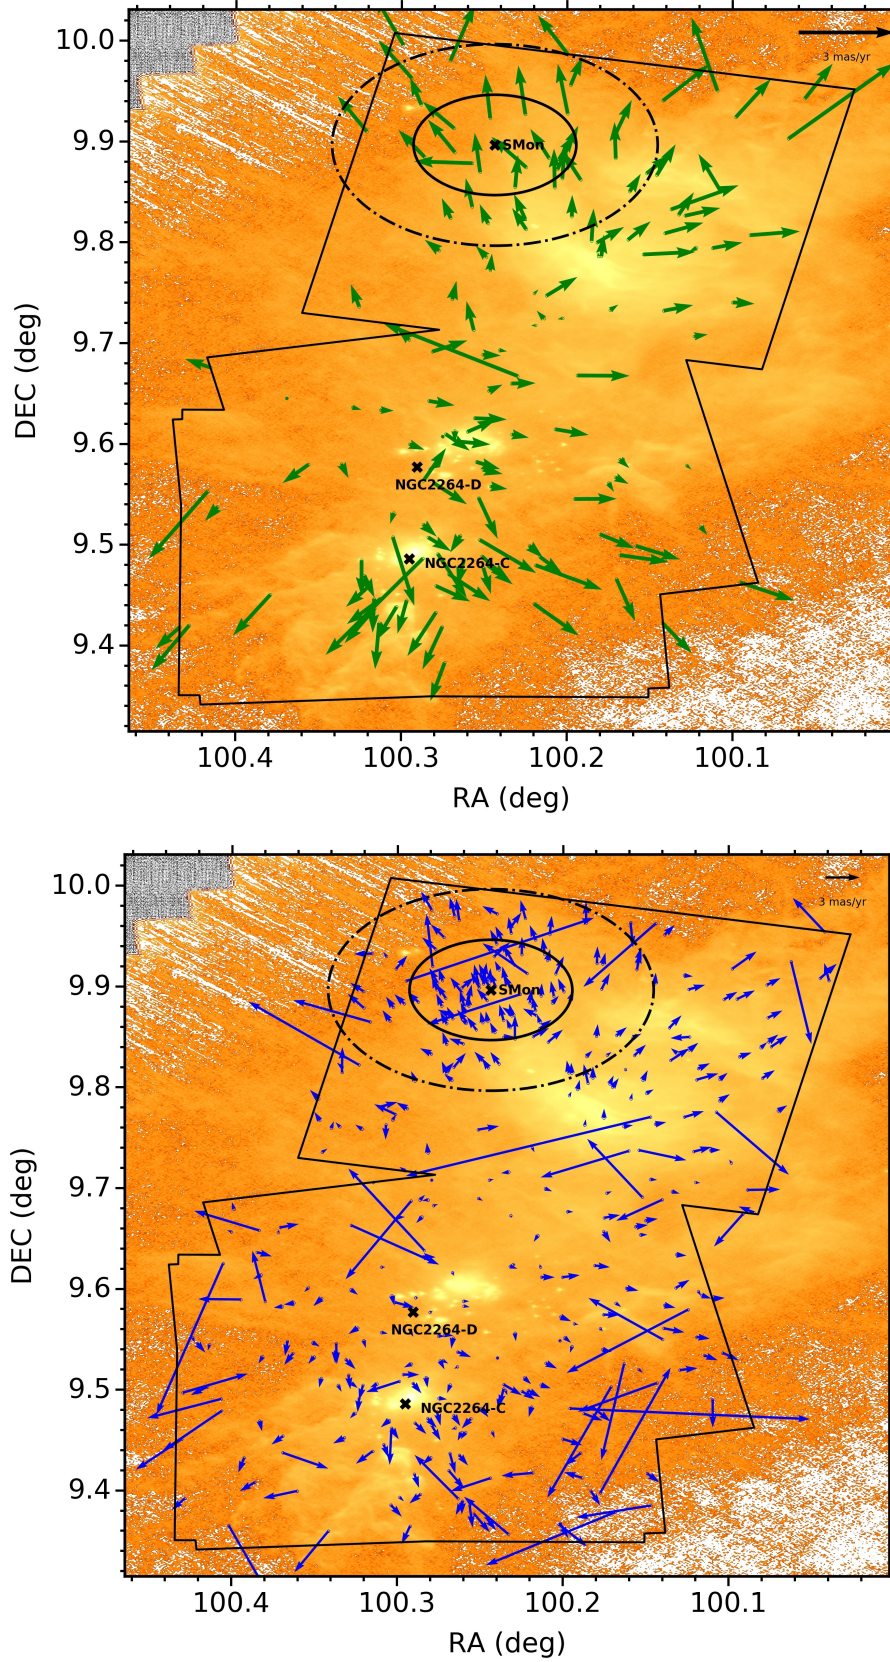 10.0
3 mas/yr
9.9
SMon
9.8
9.7
DEC (deg)
9.6
NGC2264-D
9.5
NGC2264-C
9.4
100.4 100.3 100.2 100.1
RA (deg)
10.0
3 mas/yr
9.9
SMon
9.8
9.7
DEC (deg)
9.6
NGC2264-D
9.5
NGC2264-C
9.4
100.4 100.3 100.2 100.1
RA (deg)